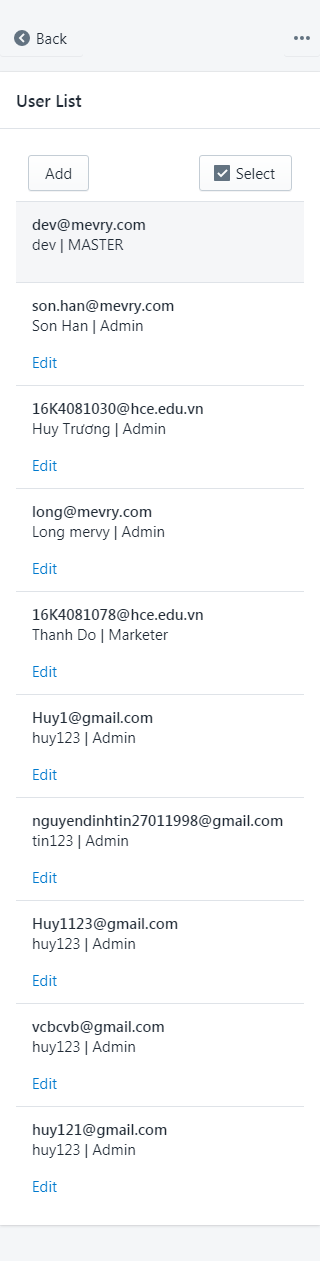 Back
User List
Add
Select
dev@mevry.com
dev | MASTER
son.han@mevry.com
Son Han | Admin
Edit
16K4081030@hce.edu.vn
Huy Trương | Admin
Edit
long@mevry.com
Long mervy | Admin
Edit
16K4081078@hce.edu.vn
Thanh Do | Marketer
Edit
Huy1@gmail.com
huy123 | Admin
Edit
nguyendinhtin27011998@gmail.com
tin123 | Admin
Edit
Huy1123@gmail.com
huy123 | Admin
Edit
vcbcvb@gmail.com
huy123 | Admin
Edit
huy121@gmail.com
huy123 | Admin
Edit